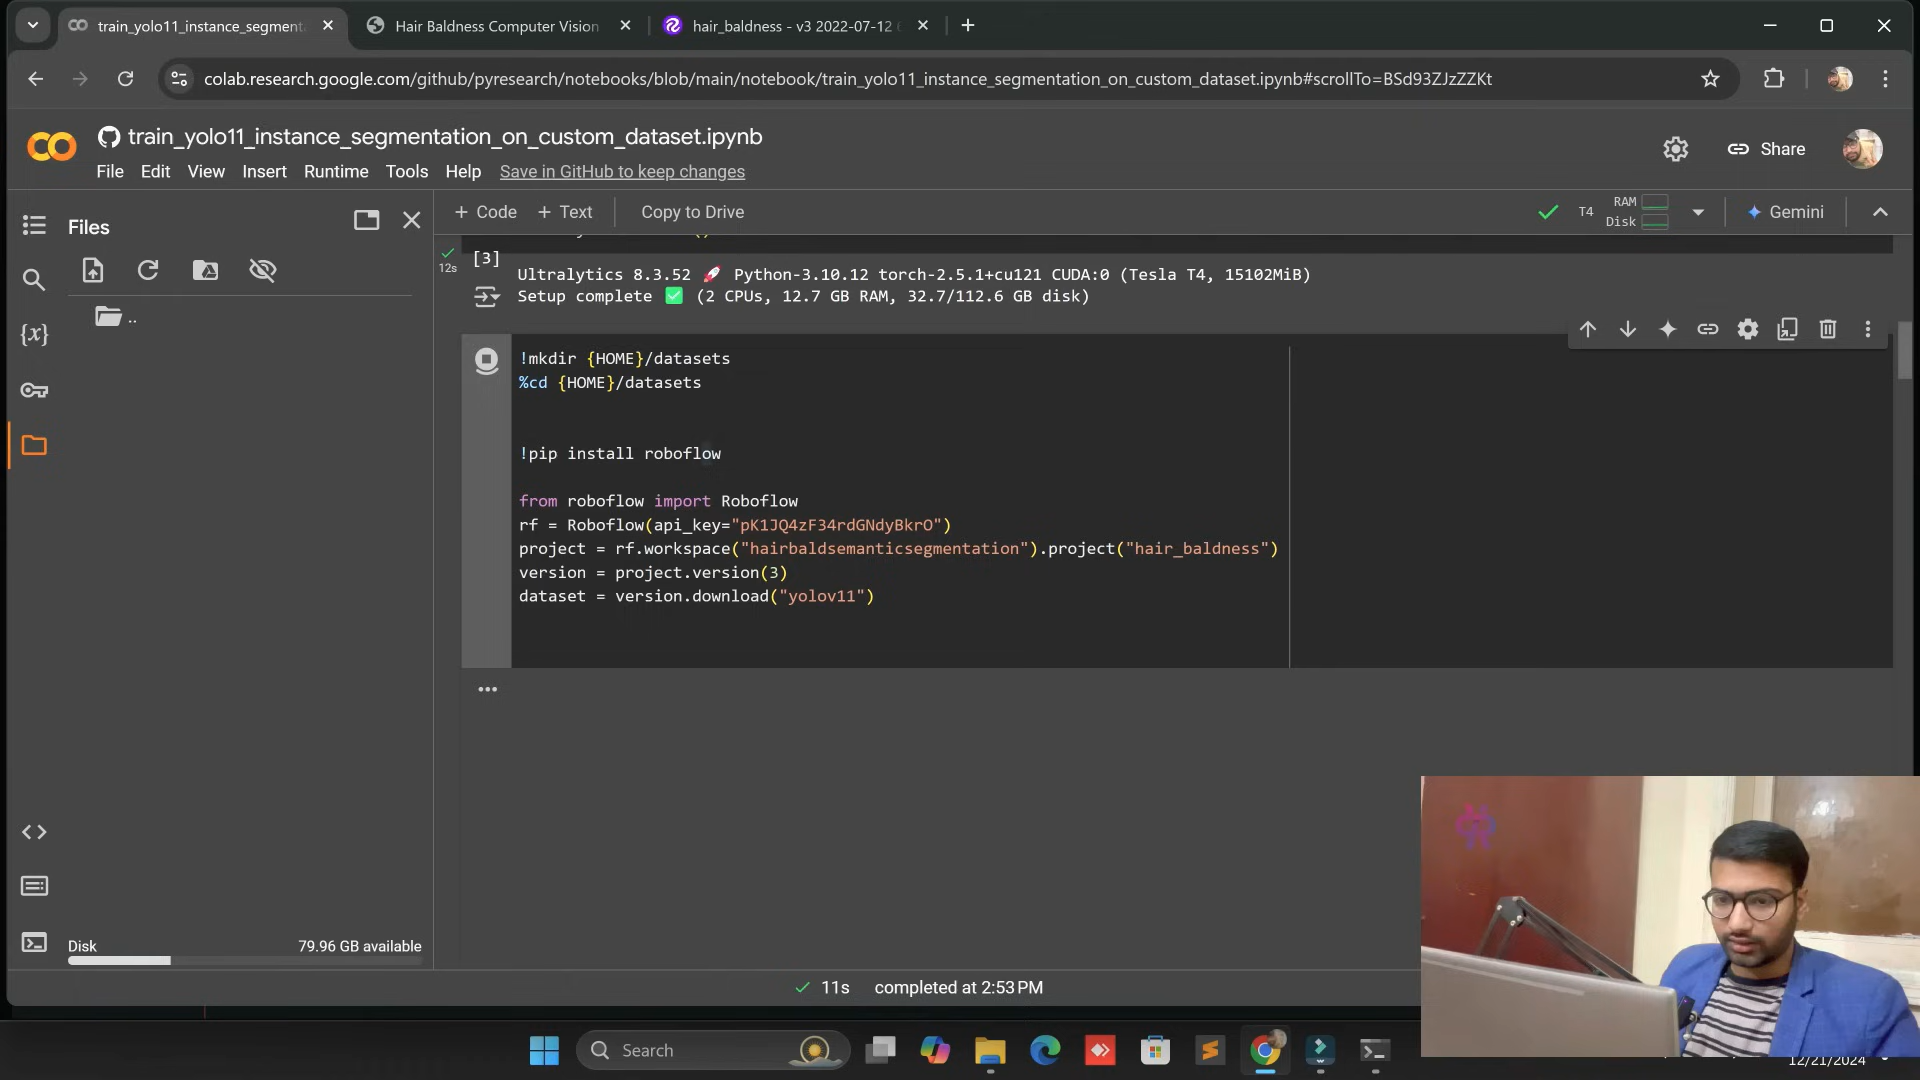 train_yolo11_instance_segment
Hair Baldness Computer Vision
hair_baldness - v3 2022-07-12
colab.research.google.com/github/pyresearch/notebooks/blob/main/notebook/train_yolo11_instance_segmentation_on_custom_dataset.ipynb#scrollTo=BSd93ZJzZZKt
train_yolo11_instance_segmentation_on_custom_dataset.ipynb
Share
File Edit View Insert Runtime Tools Help Save in GitHub to keep changes
Files
+ Code + Text Copy to Drive
T4 RAM
Disk
Gemini
[3]
12s
Ultralytics 8.3.52 🚀 Python-3.10.12 torch-2.5.1+cu121 CUDA:0 (Tesla T4, 15102MiB)
Setup complete ✅ (2 CPUs, 12.7 GB RAM, 32.7/112.6 GB disk)
..
!mkdir {HOME}/datasets
%cd {HOME}/datasets
!pip install roboflow
from roboflow import Roboflow
rf = Roboflow(api_key="pK1JQ4zF34rdGNdyBkrO")
project = rf.workspace("hairbaldsemanticsegmentation").project("hair_baldness")
version = project.version(3)
dataset = version.download("yolov11")
Disk 79.96 GB available
11s completed at 2:53 PM
Search
12/21/2024